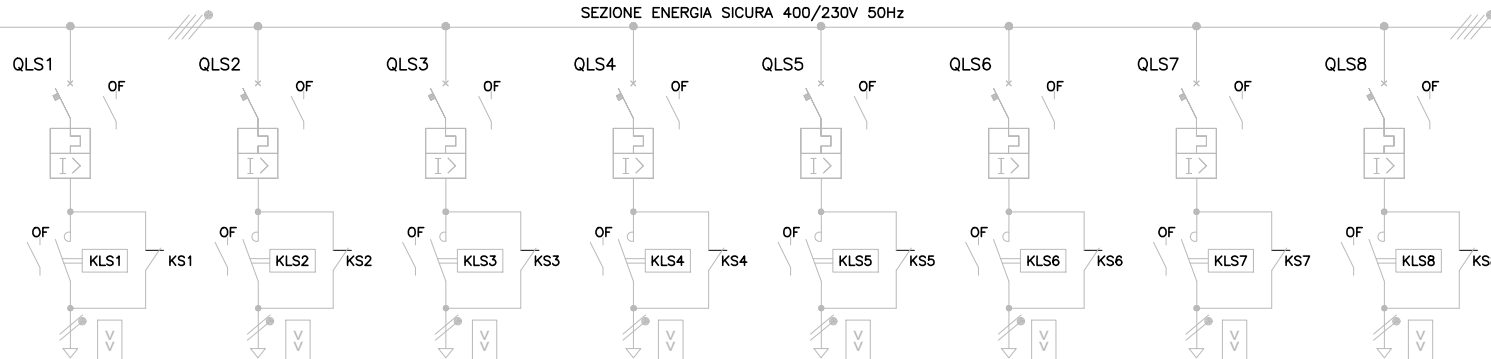 SEZIONE ENERGIA SICURA 400/230V 50Hz
QLS1 QLS2 QLS3 QLS4 QLS5 QLS6 QLS7 QLS8
OF OF OF OF OF OF OF OF
I> I> I> I> I> I> I> I>
OF OF OF OF OF OF OF OF
KLS1 KS1 KLS2 KS2 KLS3 KS3 KLS4 KS4 KLS5 KS5 KLS6 KS6 KLS7 KS7 KLS8 KS8